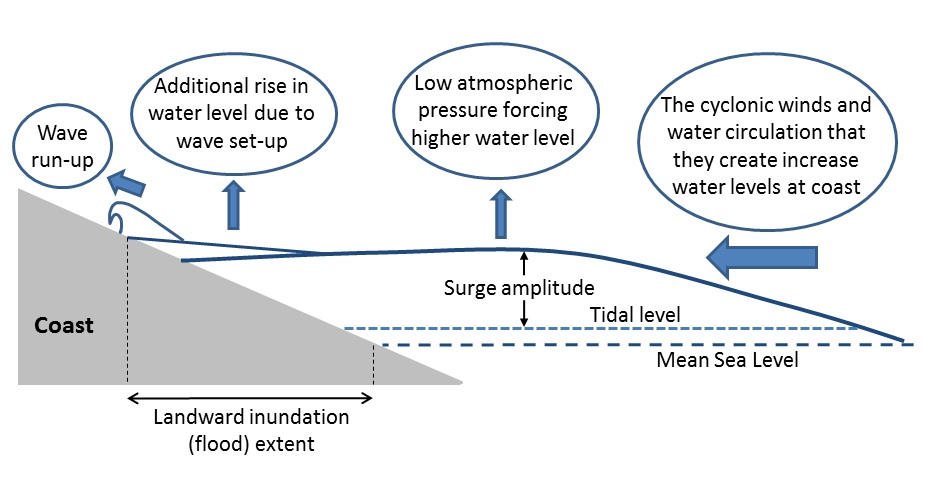 Wave
run-up
Additional rise in
water level due to
wave set-up
Low atmospheric
pressure forcing
higher water level
The cyclonic winds and
water circulation that
they create increase
water levels at coast
Surge amplitude
Tidal level
Coast
Mean Sea Level
Landward inundation
(flood) extent